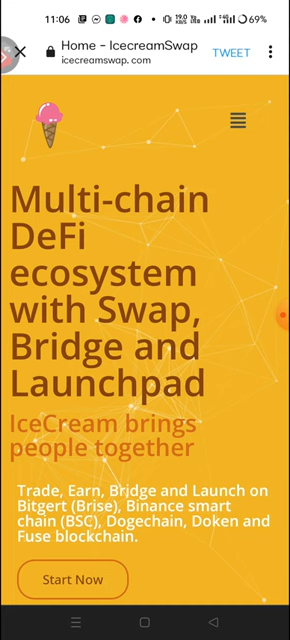 11:06
69%
Home – IcecreamSwap
icecreamswap.com
TWEET
Multi-chain
DeFi
ecosystem
with Swap,
Bridge and
Launchpad
IceCream brings
people together
Trade, Earn, Bridge and Launch on
Bitgert (Brise), Binance smart
chain (BSC), Dogechain, Doken and
Fuse blockchain.
Start Now